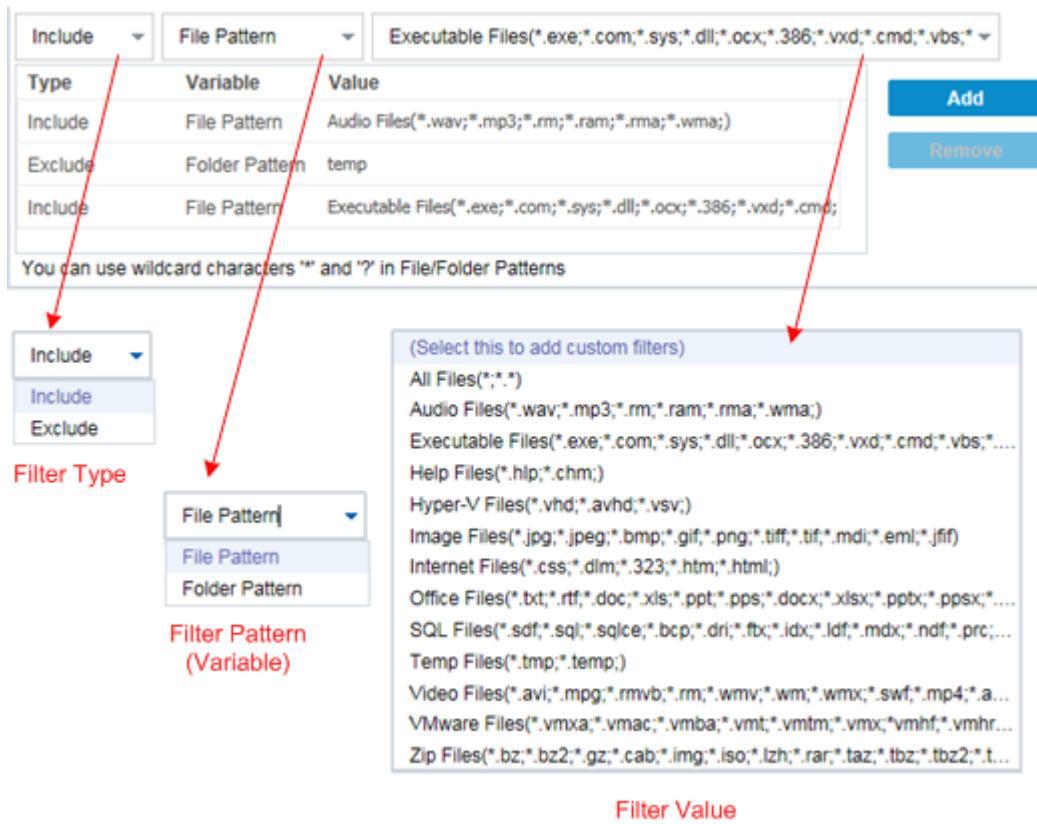 Include File Pattern Executable Files(*.exe;*.com;*.sys;*.dll;*.ocx;*.386;*.vxd;*.cmd;*.vbs;*
Type Variable Value
Add
Include File Pattern Audio Files(*.wav;*.mp3;*.rm;*.ram;*.rma;*.wma;)
Remove
Exclude Folder Pattern temp
Include File Pattern Executable Files(*.exe;*.com;*.sys;*.dll;*.ocx;*.386;*.vxd;*.cmd;
You can use wildcard characters '*' and '?' in File/Folder Patterns
Include
Include
Exclude
Filter Type
File Pattern
File Pattern
Folder Pattern
Filter Pattern
(Variable)
(Select this to add custom filters)
All Files(*;*.*)
Audio Files(*.wav;*.mp3;*.rm;*.ram;*.rma;*.wma;)
Executable Files(*.exe;*.com;*.sys;*.dll;*.ocx;*.386;*.vxd;*.cmd;*.vbs;*....
Help Files(*.hlp;*.chm;)
Hyper-V Files(*.vhd;*.avhd;*.vsv;)
Image Files(*.jpg;*.jpeg;*.bmp;*.gif;*.png;*.tiff;*.tif;*.mdi;*.eml;*.jfif)
Internet Files(*.css;*.dlm;*.323;*.htm;*.html;)
Office Files(*.txt;*.rtf;*.doc;*.xls;*.ppt;*.pps;*.docx;*.xlsx;*.pptx;*.ppsx;*....
SQL Files(*.sdf;*.sql;*.sqlce;*.bcp;*.dri;*.ftx;*.idx;*.ldf;*.mdx;*.ndf;*.prc;...
Temp Files(*.tmp;*.temp;)
Video Files(*.avi;*.mpg;*.rmvb;*.rm;*.wmv;*.wm;*.wmx;*.swf;*.mp4;*.a...
VMware Files(*.vmxa;*.vmac;*.vmba;*.vmt;*.vmtm;*.vmx;*vmhf;*.vmhr...
Zip Files(*.bz;*.bz2;*.gz;*.cab;*.img;*.iso;*.lzh;*.rar;*.taz;*.tbz;*.tbz2;*.t...
Filter Value